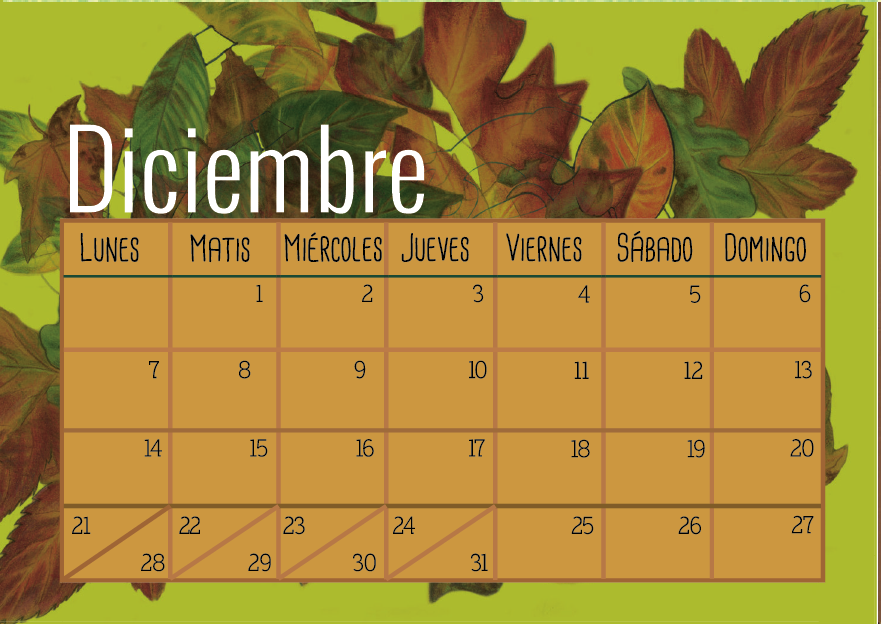 Diciembre
LUNES MATIS MIÉRCOLES JUEVES VIERNES SÁBADO DOMINGO
1 2 3 4 5 6
7 8 9 10 11 12 13
14 15 16 17 18 19 20
21 22 23 24 25 26 27
28 29 30 31